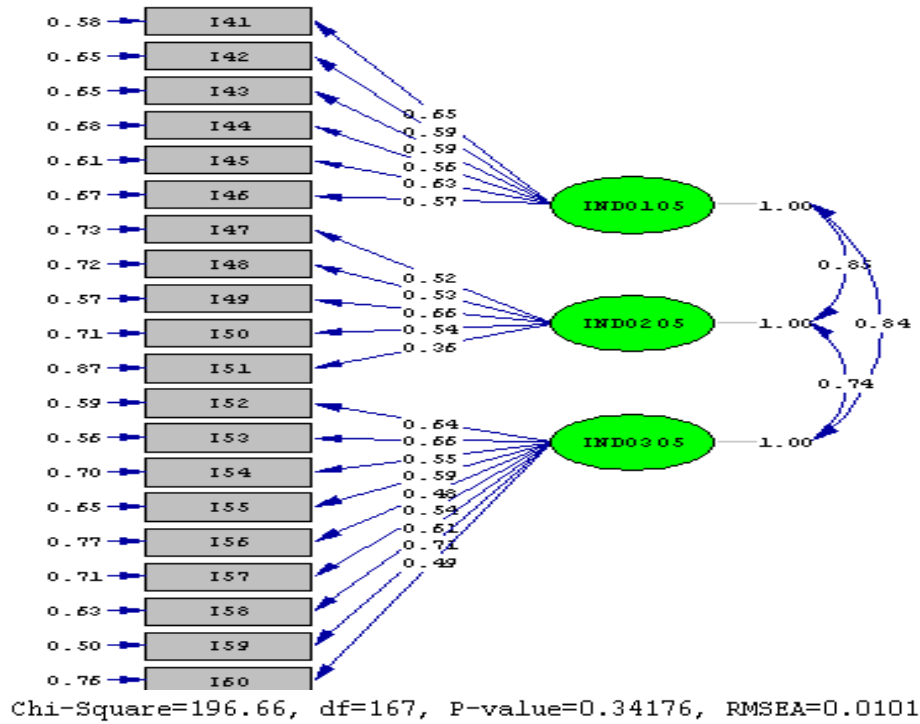 0.58 I41
0.65 I42
0.65 I43
0.68 I44
0.61 I45
0.67 I46
0.73 I47
0.72 I48
0.57 I49
0.71 I50
0.87 I51
0.59 I52
0.56 I53
0.70 I54
0.65 I55
0.77 I56
0.71 I57
0.63 I58
0.50 I59
0.76 I60
0.65
0.59
0.59
0.56
0.63
0.57
0.52
0.53
0.66
0.54
0.36
0.64
0.66
0.55
0.59
0.48
0.54
0.61
0.71
0.49
IND0105 1.00
IND0205 1.00
IND0305 1.00
0.85
0.84
0.74
Chi-Square=196.66, df=167, P-value=0.34176, RMSEA=0.0101